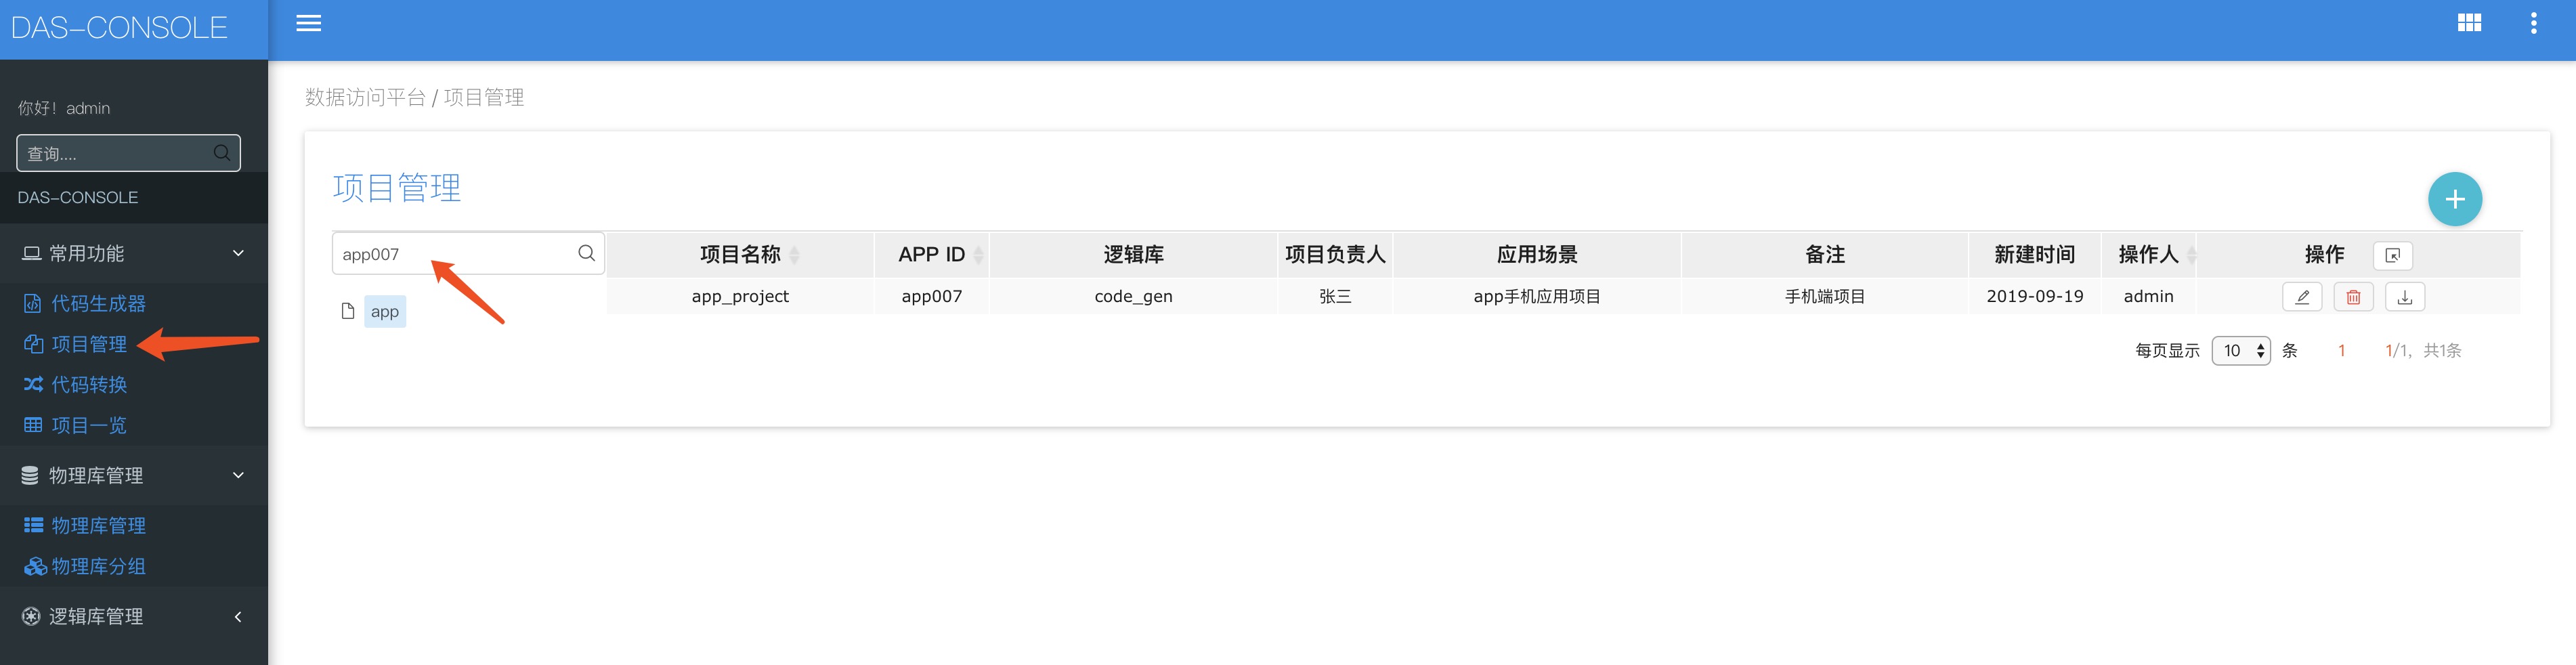 DAS-CONSOLE
你好! admin
查询....
DAS-CONSOLE
常用功能
代码生成器
项目管理
代码转换
项目一览
物理库管理
物理库管理
物理库分组
逻辑库管理
数据访问平台 / 项目管理
项目管理
app007
app
项目名称 APP ID 逻辑库 项目负责人 应用场景 备注 新建时间 操作人 操作
app_project app007 code_gen 张三 app手机应用项目 手机端项目 2019-09-19 admin
每页显示 10 条 1 1/1, 共1条